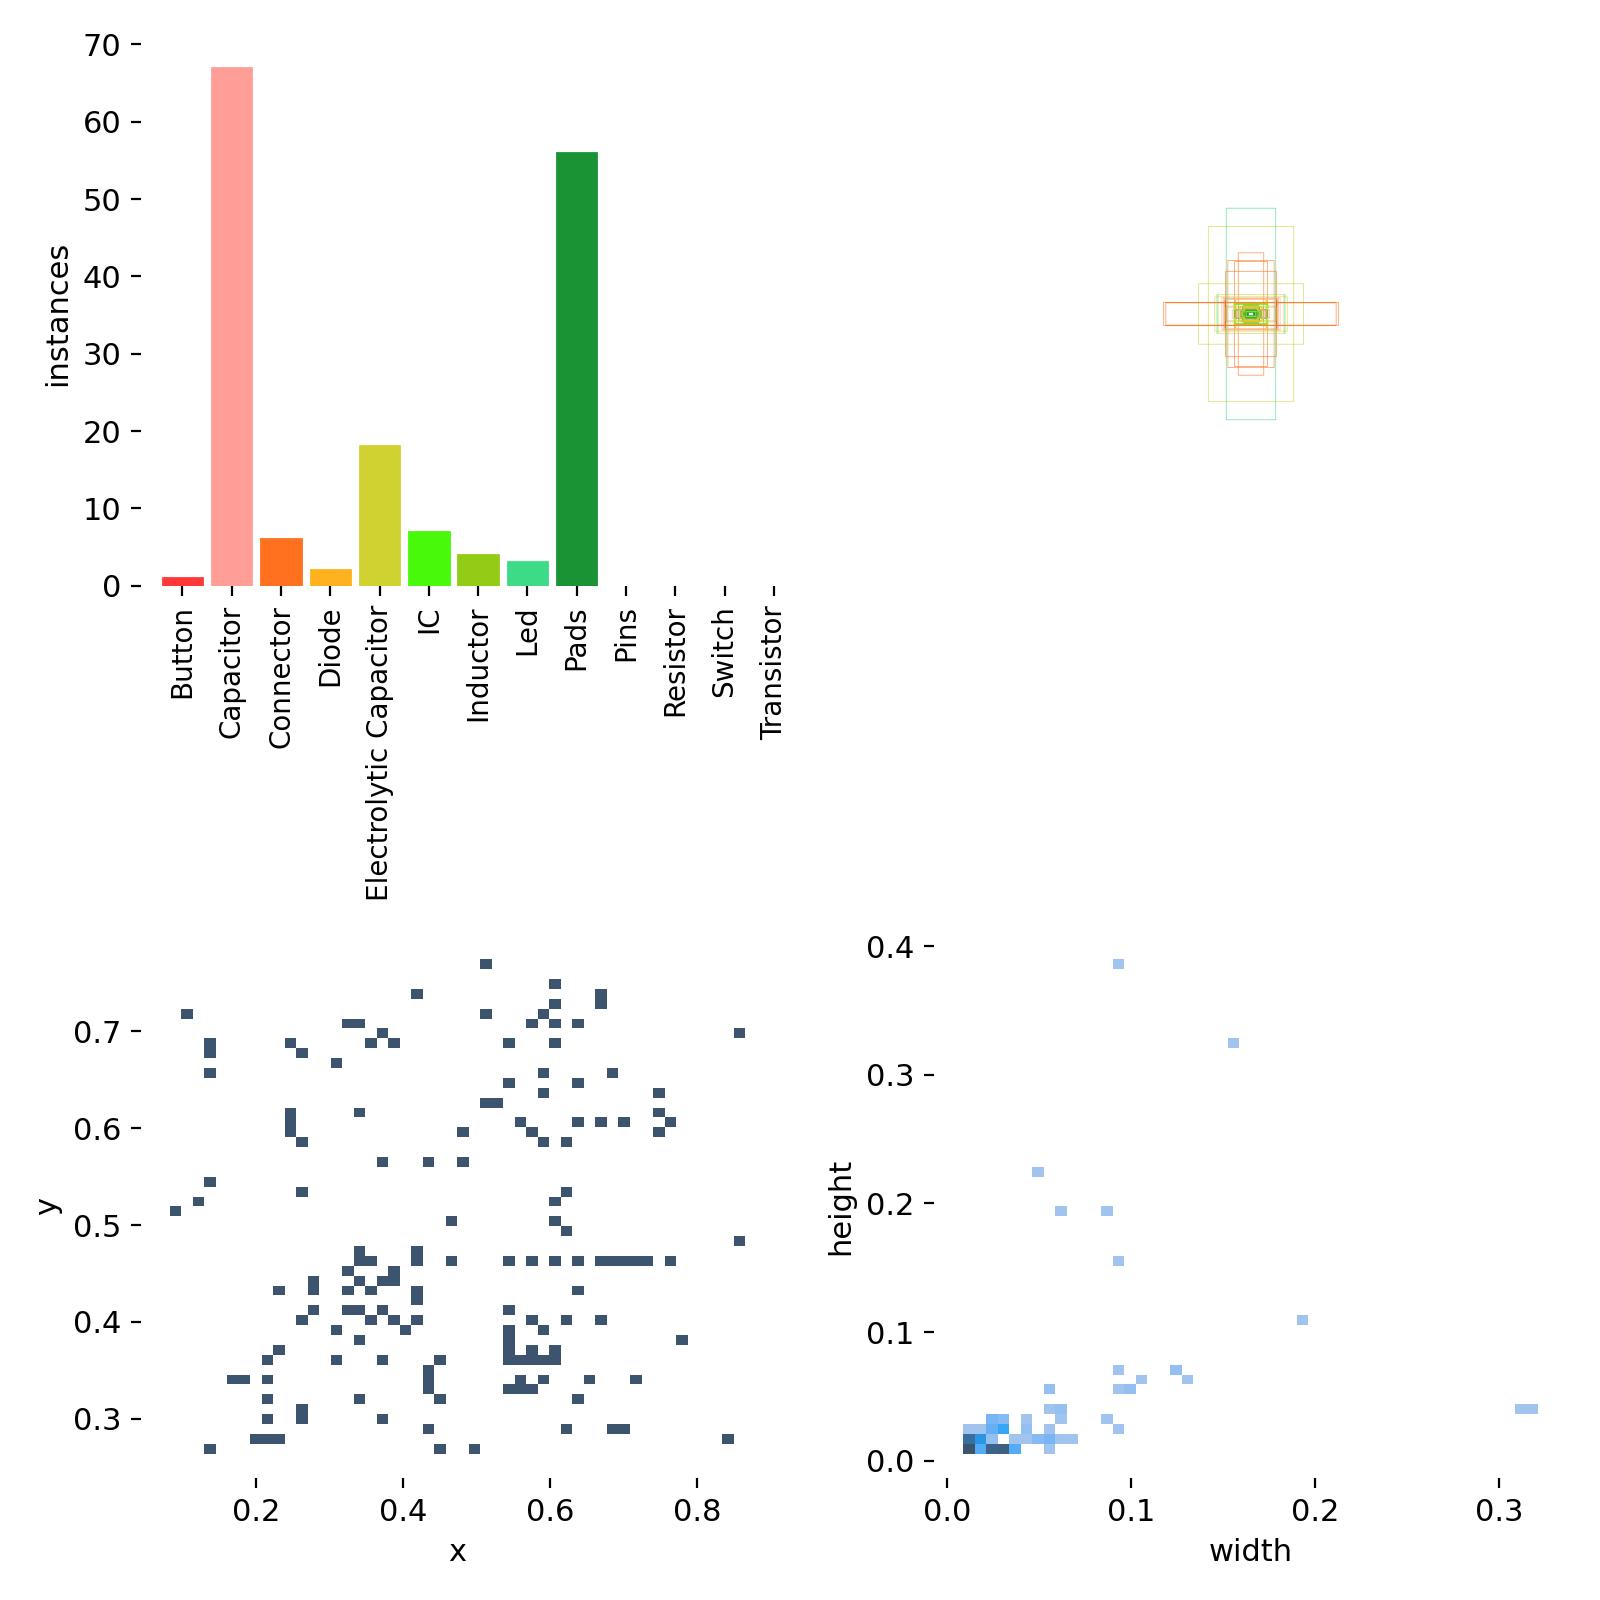 70
60
50
40
30
20
10
0
instances
Button
Capacitor
Connector
Diode
Electrolytic Capacitor
IC
Inductor
Led
Pads
Pins
Resistor
Switch
Transistor
0.7
0.6
0.5
0.4
0.3
y
0.2 0.4 0.6 0.8
x
0.4
0.3
0.2
0.1
0.0
height
0.0 0.1 0.2 0.3
width